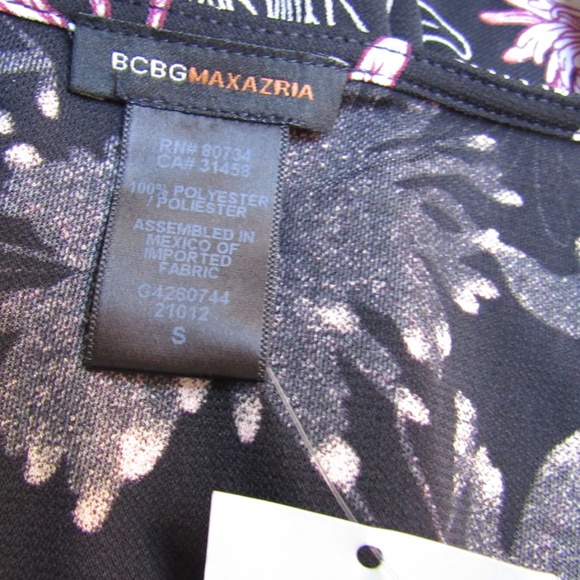 BCBGMAXAZRIA
RN# 80734
CA# 31458
100% POLYESTER
/ POLIESTER
ASSEMBLED IN
MEXICO OF
IMPORTED
FABRIC
G4260744
21012
S